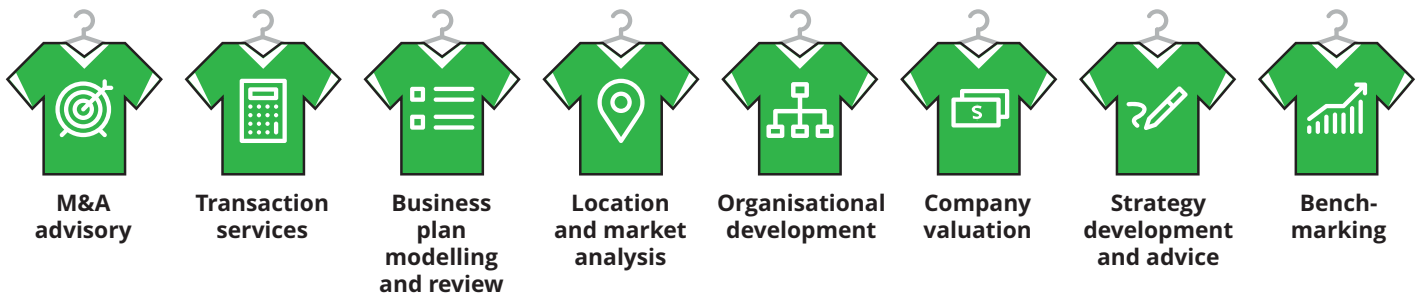 $
M&A
advisory
Transaction
services
Business
plan
modelling
and review
Location
and market
analysis
Organisational
development
Company
valuation
Strategy
development
and advice
Bench-
marking